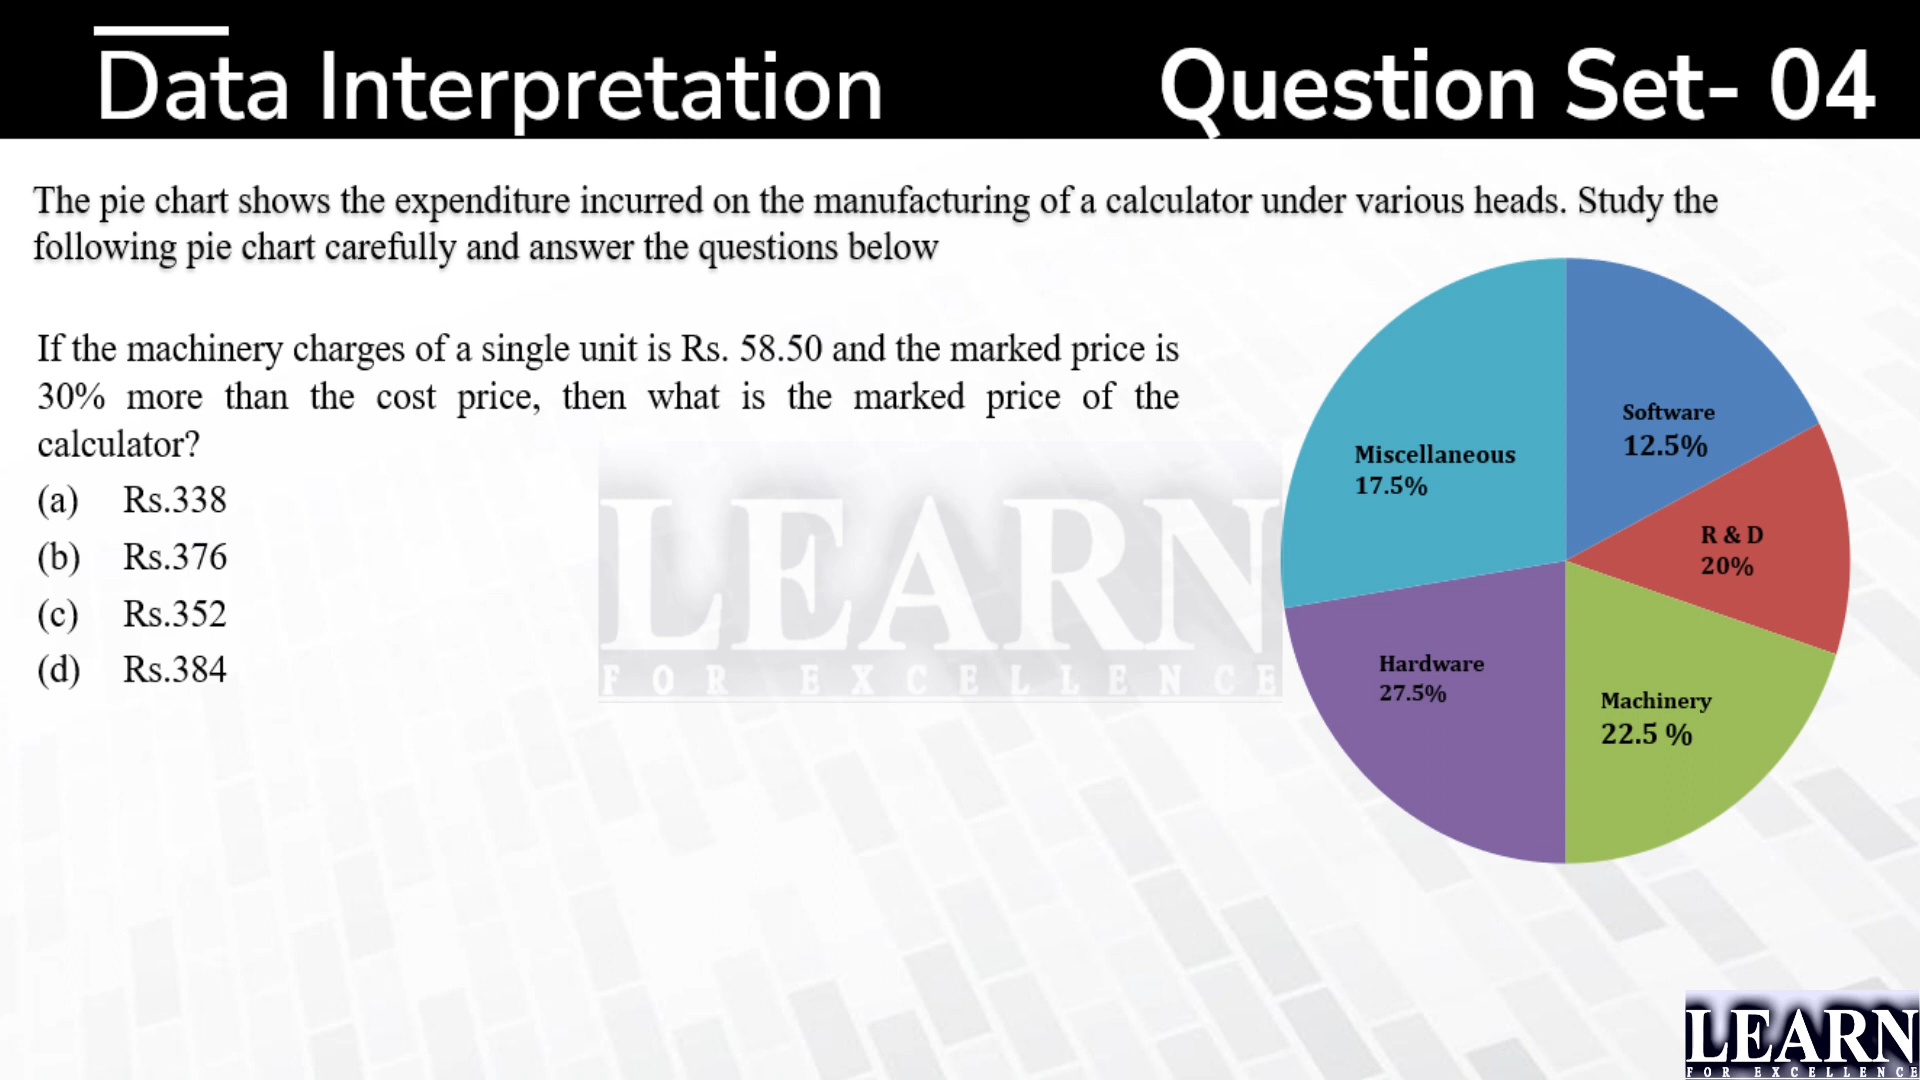 Data Interpretation
Question Set- 04
The pie chart shows the expenditure incurred on the manufacturing of a calculator under various heads. Study the
following pie chart carefully and answer the questions below
If the machinery charges of a single unit is Rs. 58.50 and the marked price is
30% more than the cost price, then what is the marked price of the
calculator?
(a) Rs.338
(b) Rs.376
(c) Rs.352
(d) Rs.384
Software
12.5%
Miscellaneous
17.5%
R & D
20%
Hardware
27.5%
Machinery
22.5 %
LEARN
FOR EXCELLENCE
LEARN
FOR EXCELLENCE